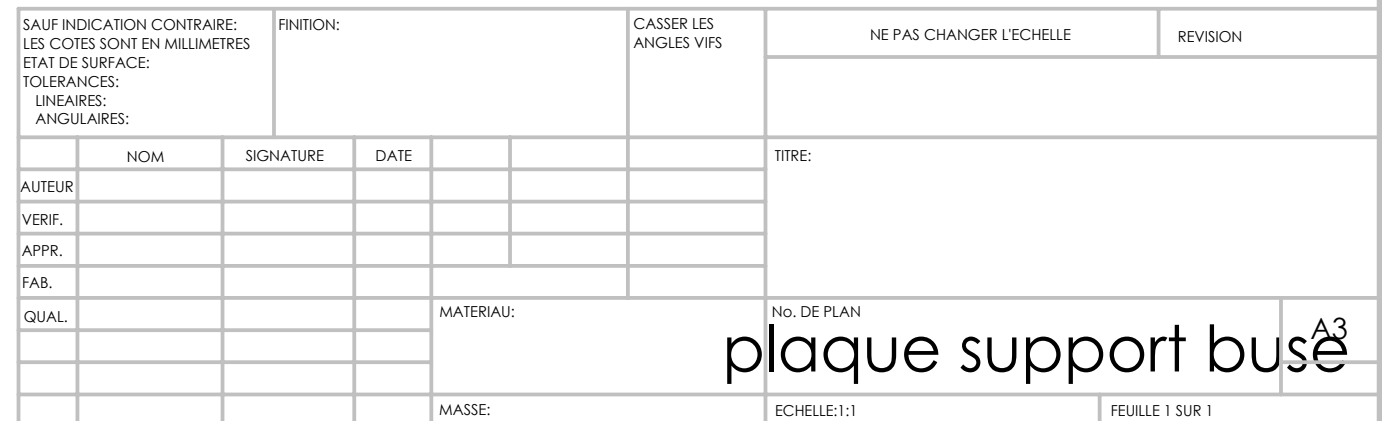 SAUF INDICATION CONTRAIRE:
LES COTES SONT EN MILLIMETRES
ETAT DE SURFACE:
TOLERANCES:
LINEAIRES:
ANGULAIRES:
FINITION:
CASSER LES
ANGLES VIFS
NE PAS CHANGER L'ECHELLE
REVISION
NOM
SIGNATURE
DATE
TITRE:
AUTEUR
VERIF.
APPR.
FAB.
QUAL.
MATERIAU:
No. DE PLAN
A3
plaque support buse
MASSE:
ECHELLE:1:1
FEUILLE 1 SUR 1